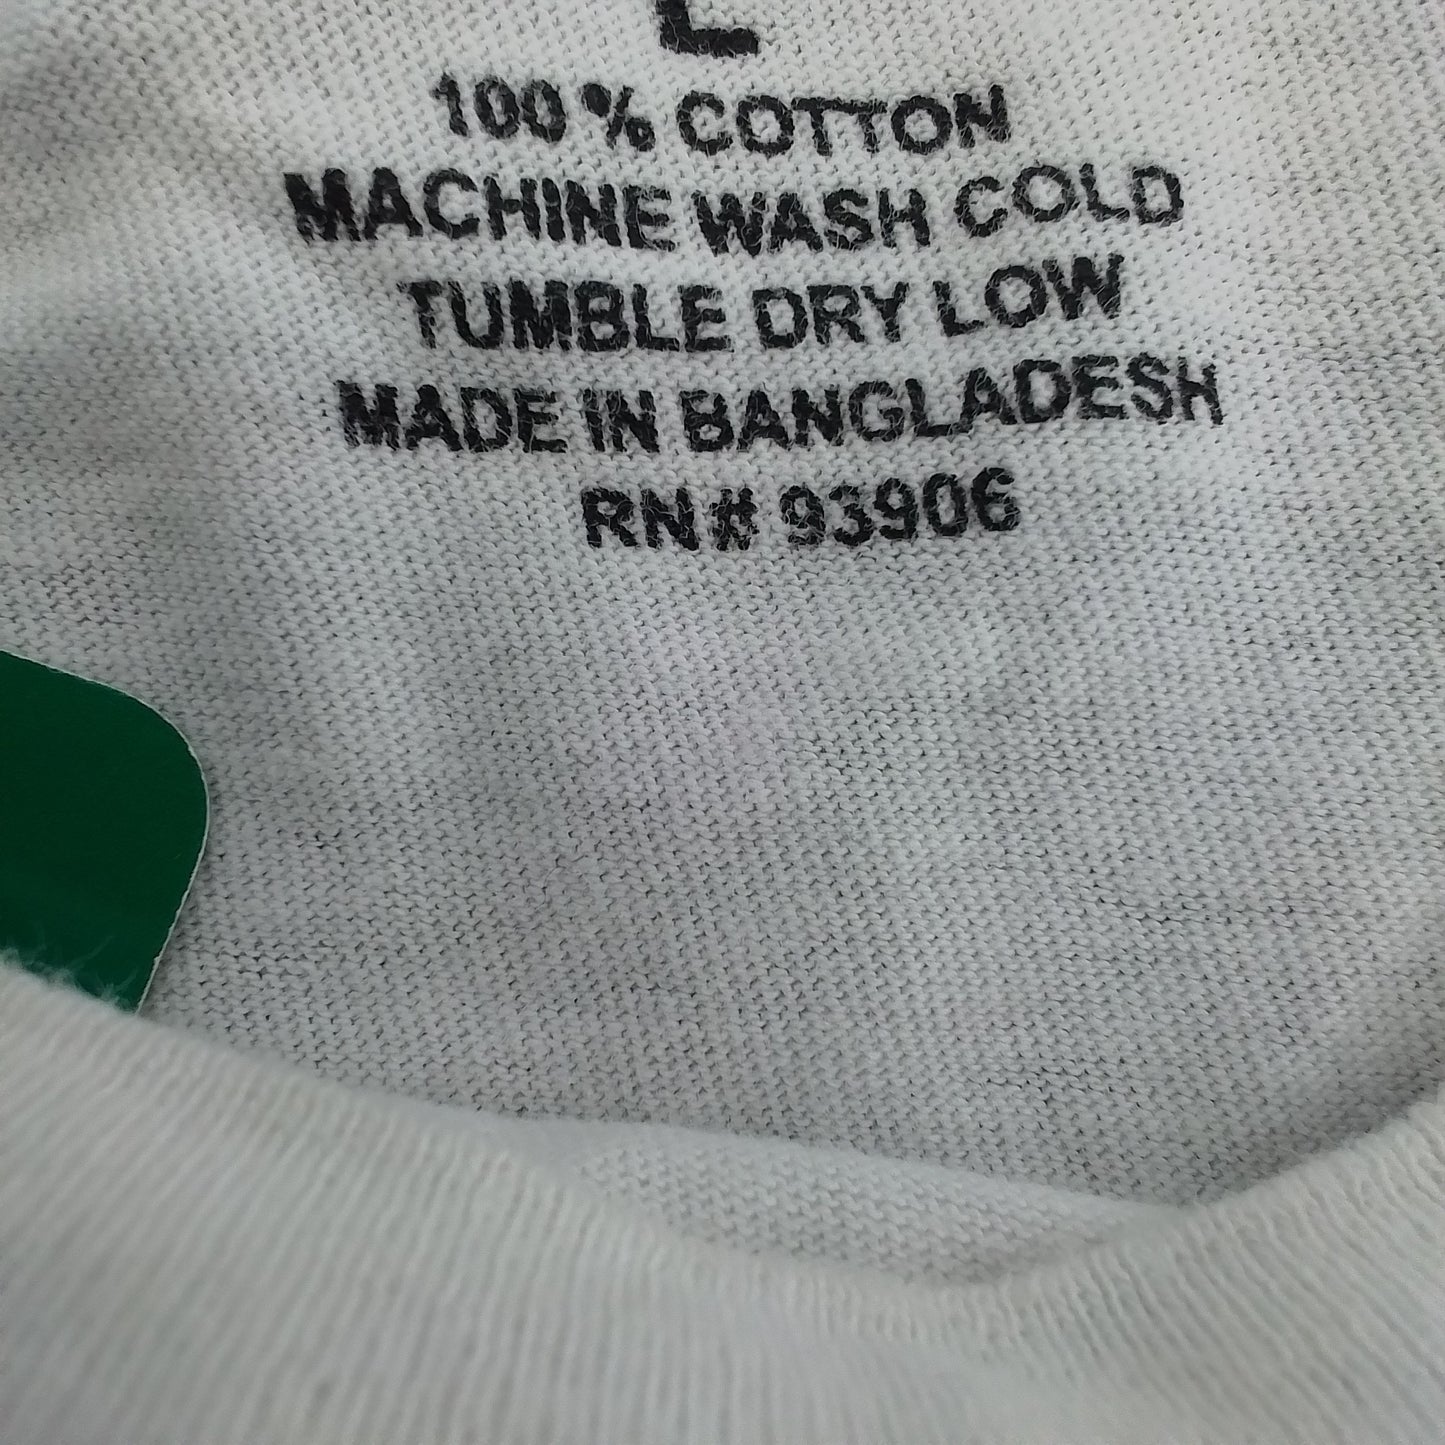 L
100% COTTON
MACHINE WASH COLD
TUMBLE DRY LOW
MADE IN BANGLADESH
RN# 93906